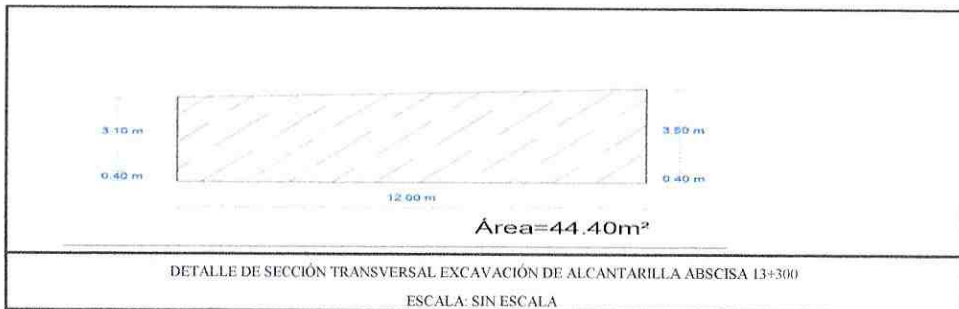 3.10 m
3.50 m
0.40 m
0.40 m
12.00 m
Área=44.40m²
DETALLE DE SECCIÓN TRANSVERSAL EXCAVACIÓN DE ALCANTARILLA ABSCISA 13+300
ESCALA: SIN ESCALA